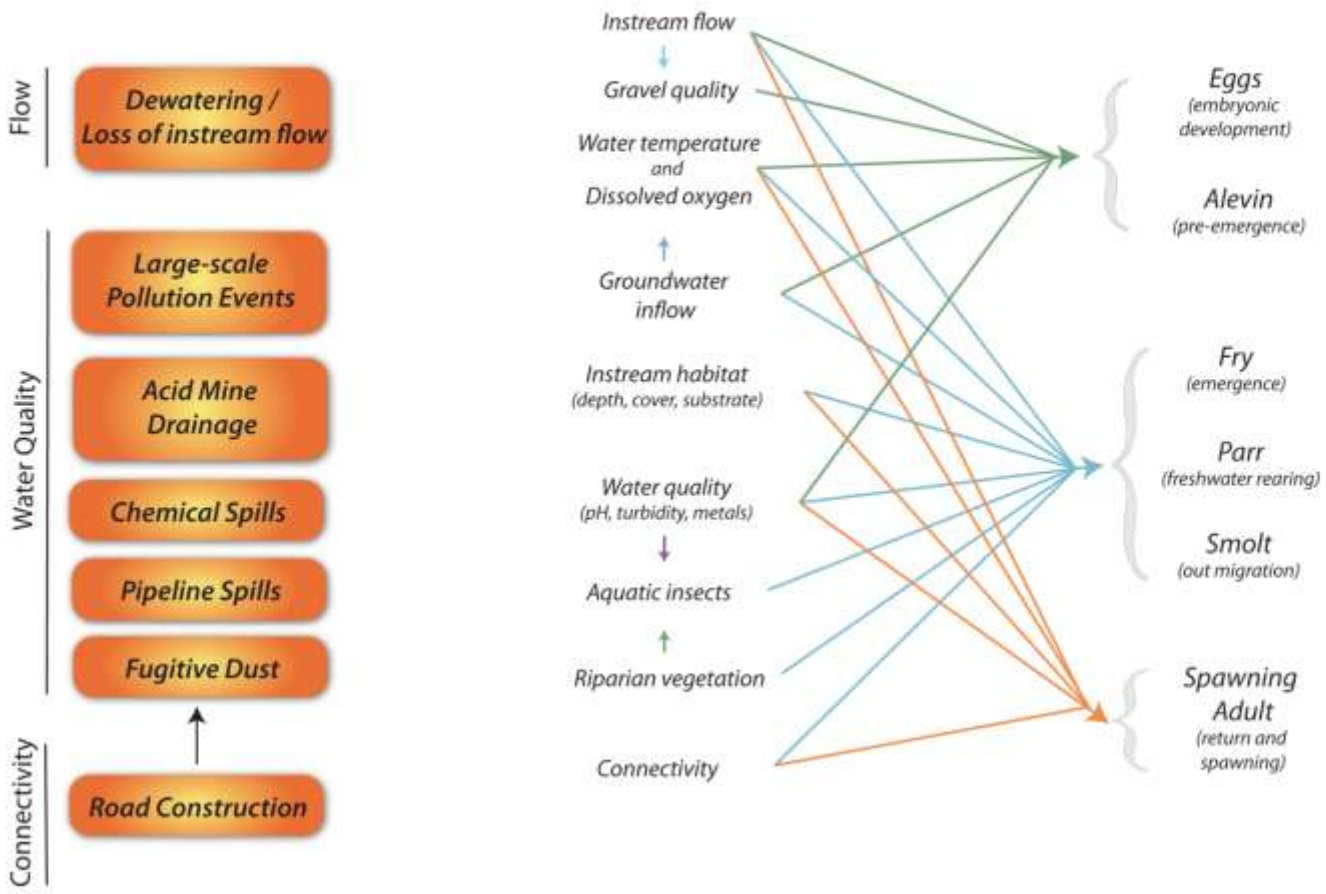 Flow
Dewatering /
Loss of instream flow
Water Quality
Large-scale
Pollution Events
Acid Mine
Drainage
Chemical Spills
Pipeline Spills
Fugitive Dust
Connectivity
Road Construction
Instream flow
Gravel quality
Water temperature
and
Dissolved oxygen
Groundwater
inflow
Instream habitat
(depth, cover, substrate)
Water quality
(pH, turbidity, metals)
Aquatic insects
Riparian vegetation
Connectivity
Eggs
(embryonic
development)
Alevin
(pre-emergence)
Fry
(emergence)
Parr
(freshwater rearing)
Smolt
(out migration)
Spawning
Adult
(return and
spawning)